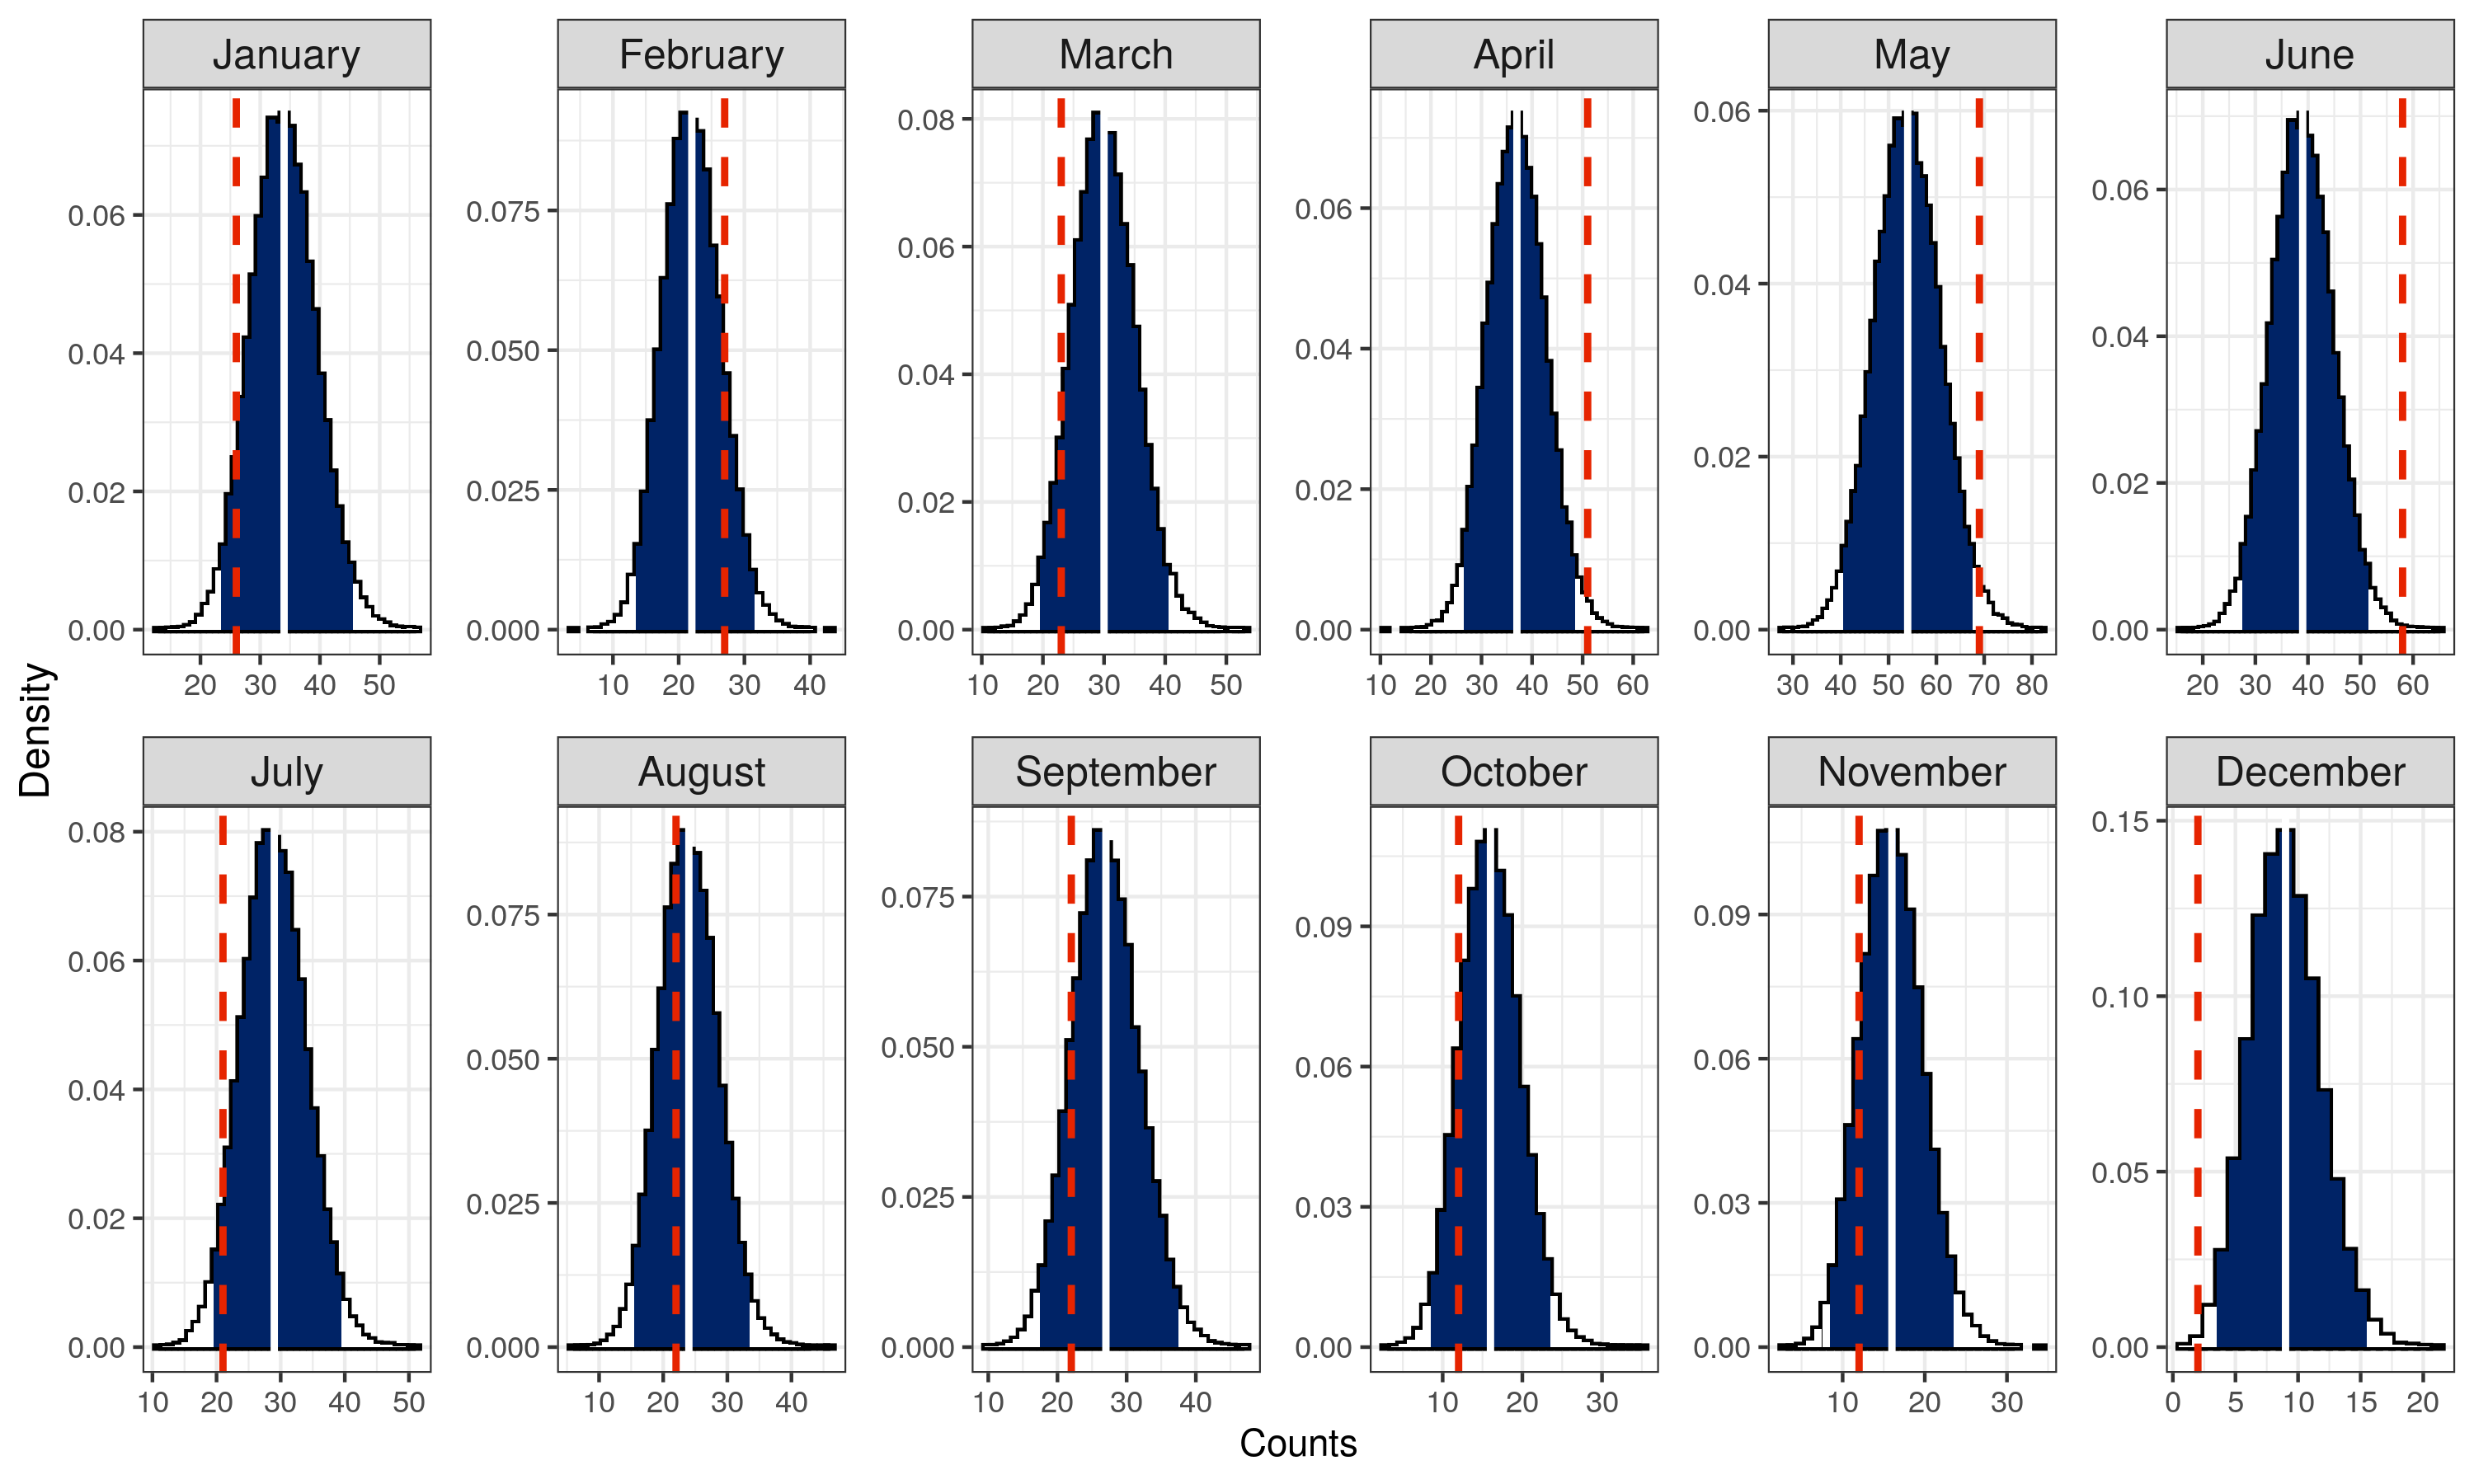 January February March April May June
0.00 0.02 0.04 0.06
0.000 0.025 0.050 0.075
0.00 0.02 0.04 0.06 0.08
0.00 0.02 0.04 0.06
0.00 0.02 0.04 0.06
0.00 0.02 0.04 0.06
20 30 40 50
10 20 30 40
10 20 30 40 50
10 20 30 40 50 60
30 40 50 60 70 80
20 30 40 50 60
Density
July August September October November December
0.00 0.02 0.04 0.06 0.08
0.000 0.025 0.050 0.075
0.000 0.025 0.050 0.075
0.00 0.03 0.06 0.09
0.00 0.03 0.06 0.09
0.00 0.05 0.10 0.15
10 20 30 40 50
10 20 30 40
10 20 30 40
10 20 30
10 20 30
0 5 10 15 20
Counts